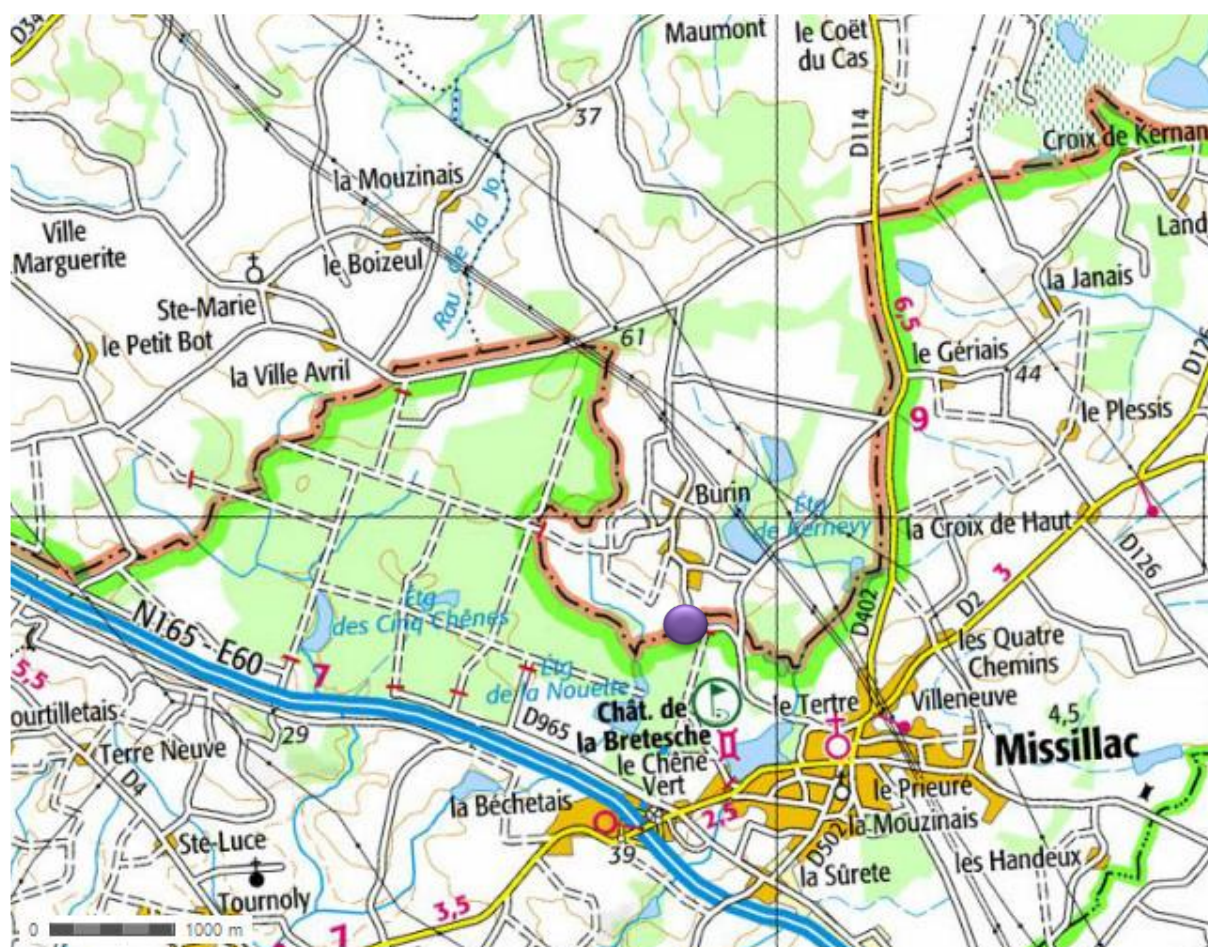 D34
Maumont
le Coët
du Cas
37
D114
Croix de Kernan
la Mouzinais
Land
Ville
Marguerite
le Boizeul
Rau de la Jo
la Janais
Ste-Marie
6,5
le Petit Bot
61
le Gériais
D126
la Ville Avril
44
9
le Plessis
Burin
Étg
de Kernevy
la Croix de Haut
D126
Étg
des Cinq Chênes
3
D2
D402
N165 - E60
les Quatre
Chemins
5,5
7
Étg
de la Nouette
Chât. de
la Bretesche
le Tertre
Villeneuve
4,5
ourtilletais
29
D965
Missillac
Terre Neuve
le Chêne
Vert
D4
le Prieuré
la Béchetais
2,5
la Mouzinais
Ste-Luce
39
D502
la Sûrete
les Handeux
Tournoly
3,5
0 1000 m